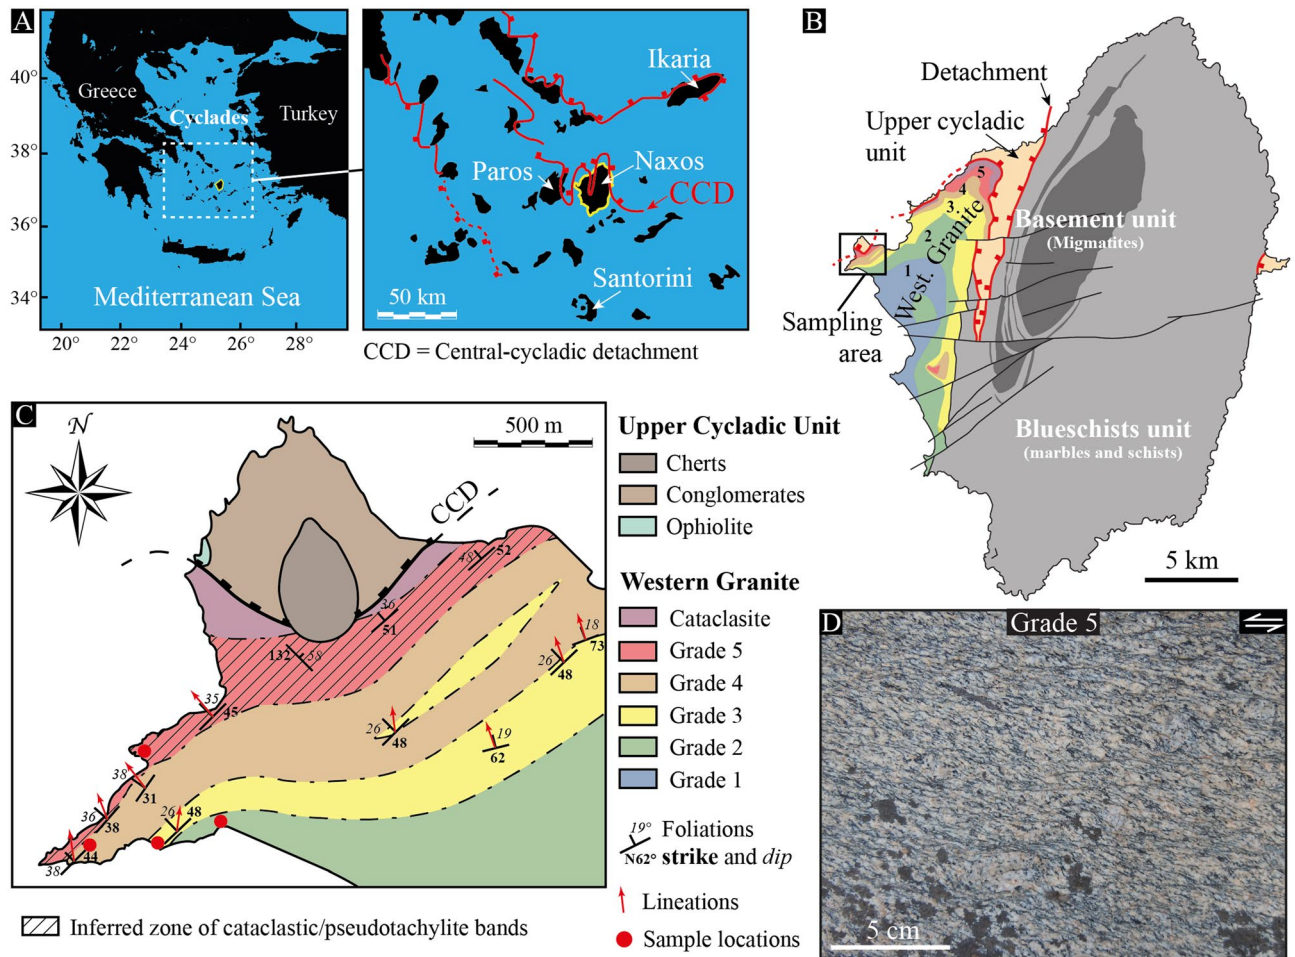 A
40°
38°
36°
34°
20°
22°
24°
26°
28°
Greece
Turkey
Cyclades
Mediterranean Sea
Ikaria
Paros
Naxos
CCD
Santorini
50 km
CCD = Central-cycladic detachment
B
Detachment
Upper cycladic
unit
5
4
3
2
1
West. Granite
Basement unit
(Migmatites)
Sampling
area
Blueschists unit
(marbles and schists)
5 km
C
N
500 m
CCD
48
52
36
51
132
58
35
45
38
31
36
38
38
44
26
48
26
48
19
62
26
48
18
73
Upper Cycladic Unit
Cherts
Conglomerates
Ophiolite
Western Granite
Cataclasite
Grade 5
Grade 4
Grade 3
Grade 2
Grade 1
19°
Foliations
N62° strike and dip
Lineations
Sample locations
Inferred zone of cataclastic/pseudotachylite bands
D
Grade 5
5 cm